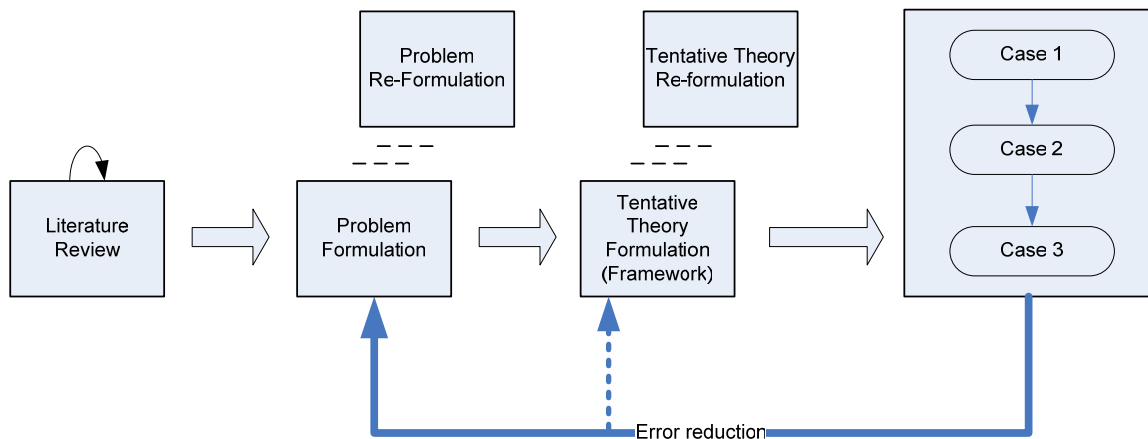 Problem
Re-Formulation
Tentative Theory
Re-formulation
Case 1
Case 2
Case 3
Literature
Review
Problem
Formulation
Tentative
Theory
Formulation
(Framework)
Error reduction